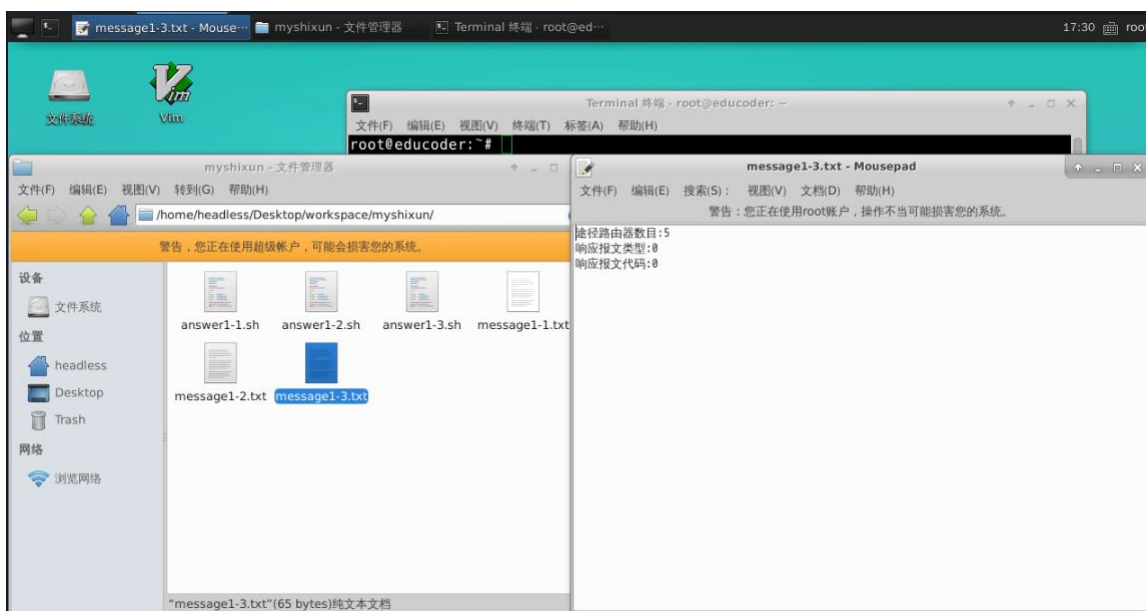 message1-3.txt - Mouse… myshixun - 文件管理器 Terminal 终端 - root@ed… 17:30 root
文件系统 Vim
Terminal 终端 - root@educoder: ~
文件(F) 编辑(E) 视图(V) 终端(T) 标签(A) 帮助(H)
root@educoder:~#
myshixun - 文件管理器
文件(F) 编辑(E) 视图(V) 转到(G) 帮助(H)
/home/headless/Desktop/workspace/myshixun/
警告，您正在使用超级帐户，可能会损害您的系统。
设备
文件系统
位置
headless
Desktop
Trash
网络
浏览网络
answer1-1.sh answer1-2.sh answer1-3.sh message1-1.txt
message1-2.txt message1-3.txt
"message1-3.txt"(65 bytes)纯文本文档
message1-3.txt - Mousepad
文件(F) 编辑(E) 搜索(S)： 视图(V) 文档(D) 帮助(H)
警告：您正在使用root账户，操作不当可能损害您的系统。
途径路由器数目:5
响应报文类型:0
响应报文代码:0